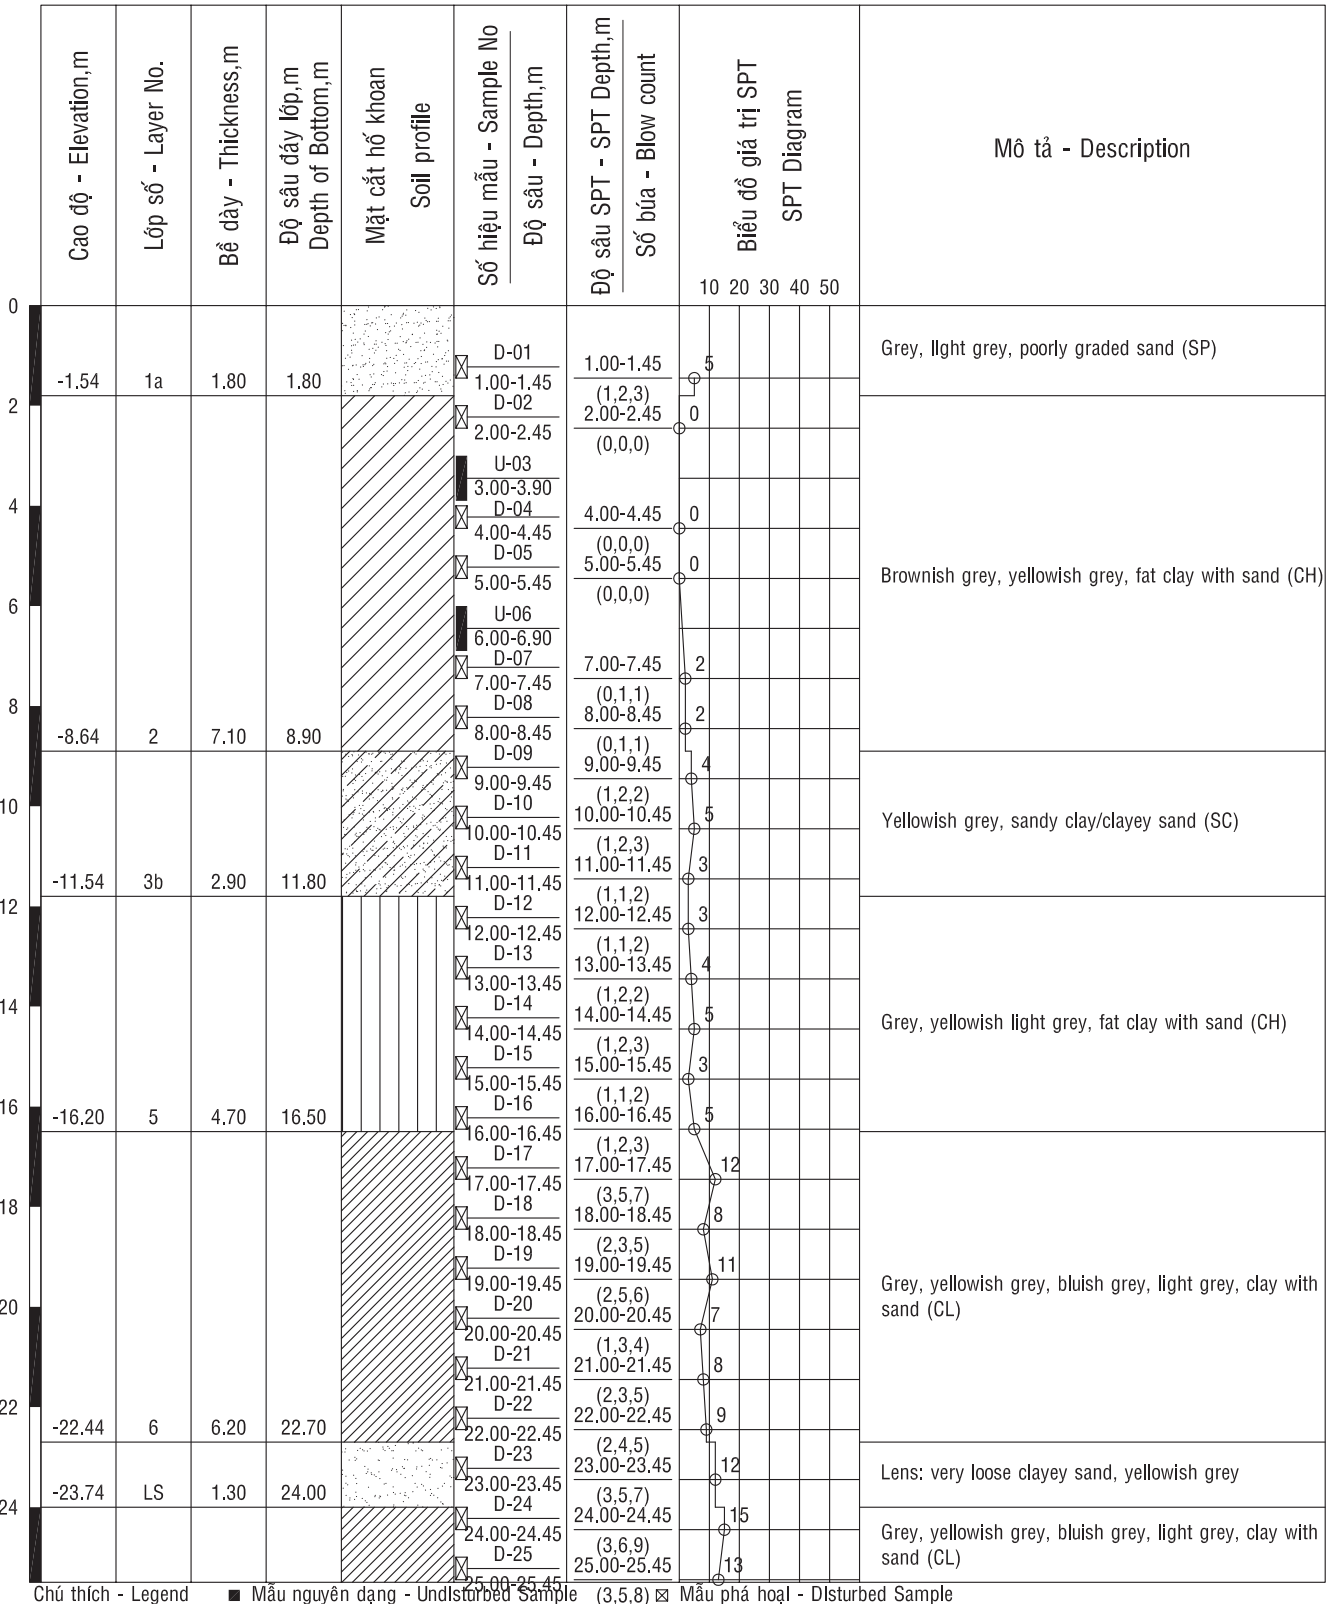 Cao độ - Elevation,m
Lớp số - Layer No.
Bề dày - Thickness,m
Độ sâu đáy lớp,m
Depth of Bottom,m
Mặt cắt hố khoan
Soil profile
Số hiệu mẫu - Sample No
Độ sâu - Depth,m
Độ sâu SPT - SPT Depth,m
Số búa - Blow count
Biểu đồ giá trị SPT
SPT Diagram
10 20 30 40 50
Mô tả - Description
0
D-01
1.00-1.45
1.00-1.45
(1,2,3)
5
Grey, light grey, poorly graded sand (SP)
-1.54 1a 1.80 1.80
2
D-02
2.00-2.45
2.00-2.45
(0,0,0)
0
U-03
3.00-3.90
4
D-04
4.00-4.45
4.00-4.45
(0,0,0)
0
D-05
5.00-5.45
5.00-5.45
(0,0,0)
0
Brownish grey, yellowish grey, fat clay with sand (CH)
6
U-06
6.00-6.90
D-07
7.00-7.45
7.00-7.45
(0,1,1)
2
8
D-08
8.00-8.45
8.00-8.45
(0,1,1)
2
-8.64 2 7.10 8.90
D-09
9.00-9.45
9.00-9.45
(1,2,2)
4
10
D-10
10.00-10.45
10.00-10.45
(1,2,3)
5
Yellowish grey, sandy clay/clayey sand (SC)
D-11
11.00-11.45
11.00-11.45
(1,1,2)
3
-11.54 3b 2.90 11.80
12
D-12
12.00-12.45
12.00-12.45
(1,1,2)
3
D-13
13.00-13.45
13.00-13.45
(1,2,2)
4
14
D-14
14.00-14.45
14.00-14.45
(1,2,3)
5
Grey, yellowish light grey, fat clay with sand (CH)
D-15
15.00-15.45
15.00-15.45
(1,1,2)
3
16
D-16
16.00-16.45
16.00-16.45
(1,2,3)
5
-16.20 5 4.70 16.50
D-17
17.00-17.45
17.00-17.45
(3,5,7)
12
18
D-18
18.00-18.45
18.00-18.45
(2,3,5)
8
D-19
19.00-19.45
19.00-19.45
(2,5,6)
11
Grey, yellowish grey, bluish grey, light grey, clay with
sand (CL)
20
D-20
20.00-20.45
20.00-20.45
(1,3,4)
7
D-21
21.00-21.45
21.00-21.45
(2,3,5)
8
22
D-22
22.00-22.45
22.00-22.45
(2,4,5)
9
-22.44 6 6.20 22.70
D-23
23.00-23.45
23.00-23.45
(3,5,7)
12
Lens: very loose clayey sand, yellowish grey
-23.74 LS 1.30 24.00
24
D-24
24.00-24.45
24.00-24.45
(3,6,9)
15
Grey, yellowish grey, bluish grey, light grey, clay with
sand (CL)
D-25
25.00-25.45
25.00-25.45
(3,5,8)
13
Chú thích - Legend Mẫu nguyên dạng - Undisturbed Sample Mẫu phá hoại - Disturbed Sample